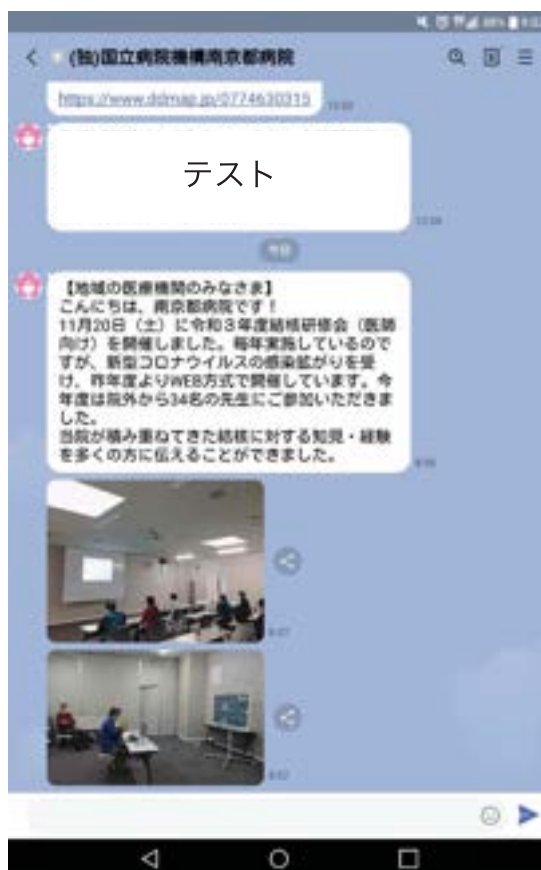 (独)国立病院機構南京都病院
https://www.ddmap.jp/0774630315
テスト
今日
【地域の医療機関のみなさま】
こんにちは、南京都病院です！
11月20日（土）に令和３年度結核研修会（医師
向け）を開催しました。毎年実施しているので
すが、新型コロナウイルスの感染拡がりを受
け、昨年度よりWEB方式で開催しています。今
年度は院外から34名の先生にご参加いただきま
した。
当院が積み重ねてきた結核に対する知見・経験
を多くの方に伝えることができました。